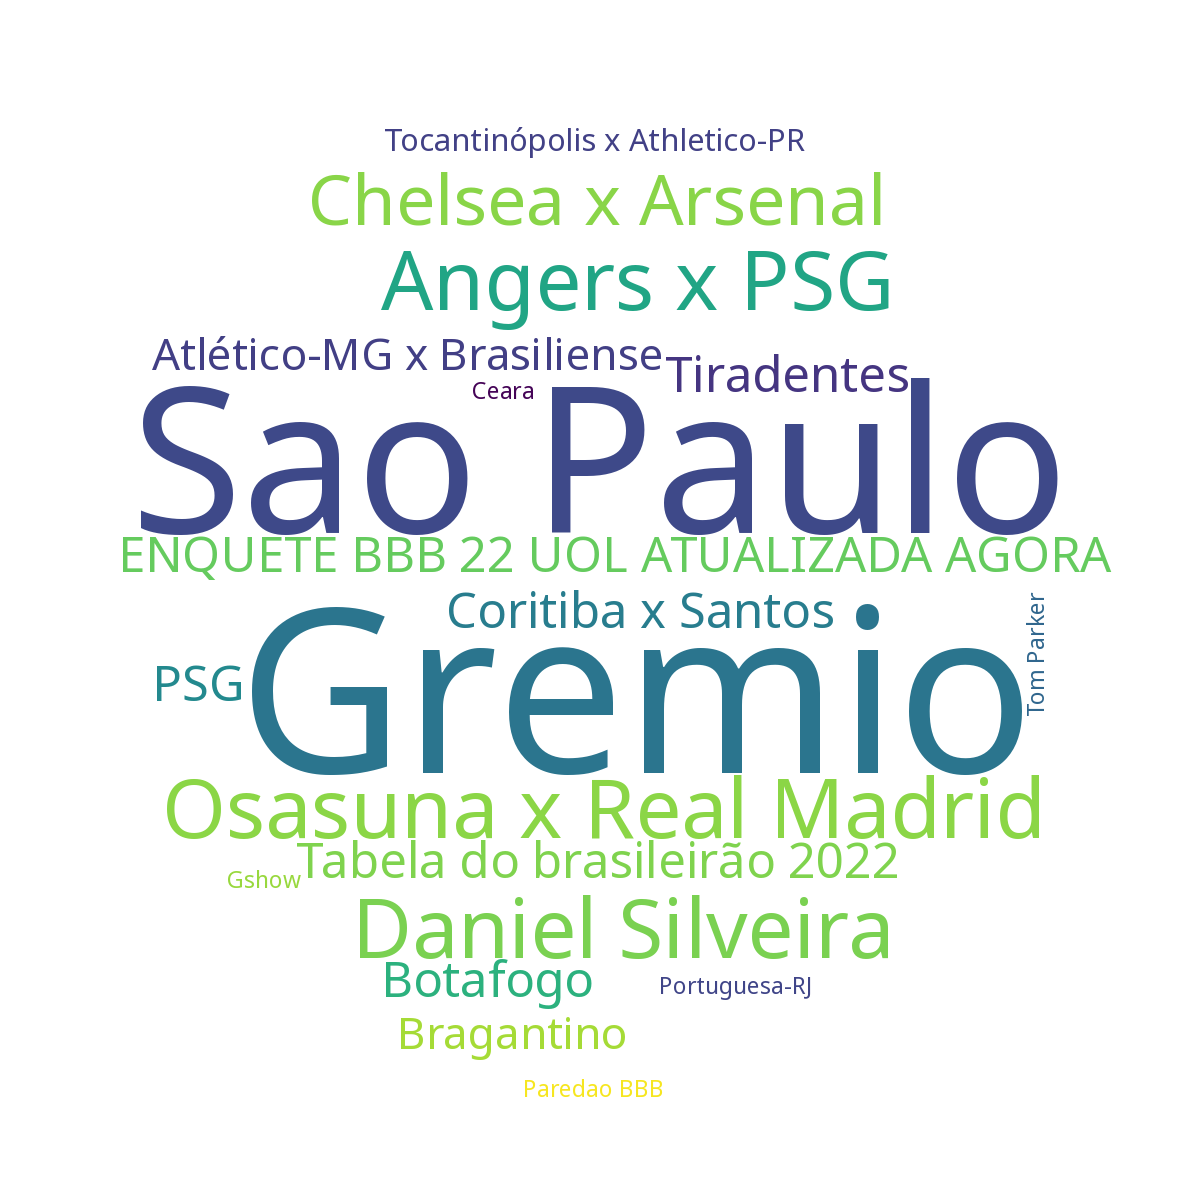 Tocantinópolis x Athletico-PR
Chelsea x Arsenal
Angers x PSG
Atlético-MG x Brasiliense
Tiradentes
Ceara
Sao Paulo
ENQUETE BBB 22 UOL ATUALIZADA AGORA
Coritiba x Santos
Tom Parker
PSG
Gremio
Osasuna x Real Madrid
Tabela do brasileirão 2022
Gshow
Daniel Silveira
Botafogo
Portuguesa-RJ
Bragantino
Paredao BBB